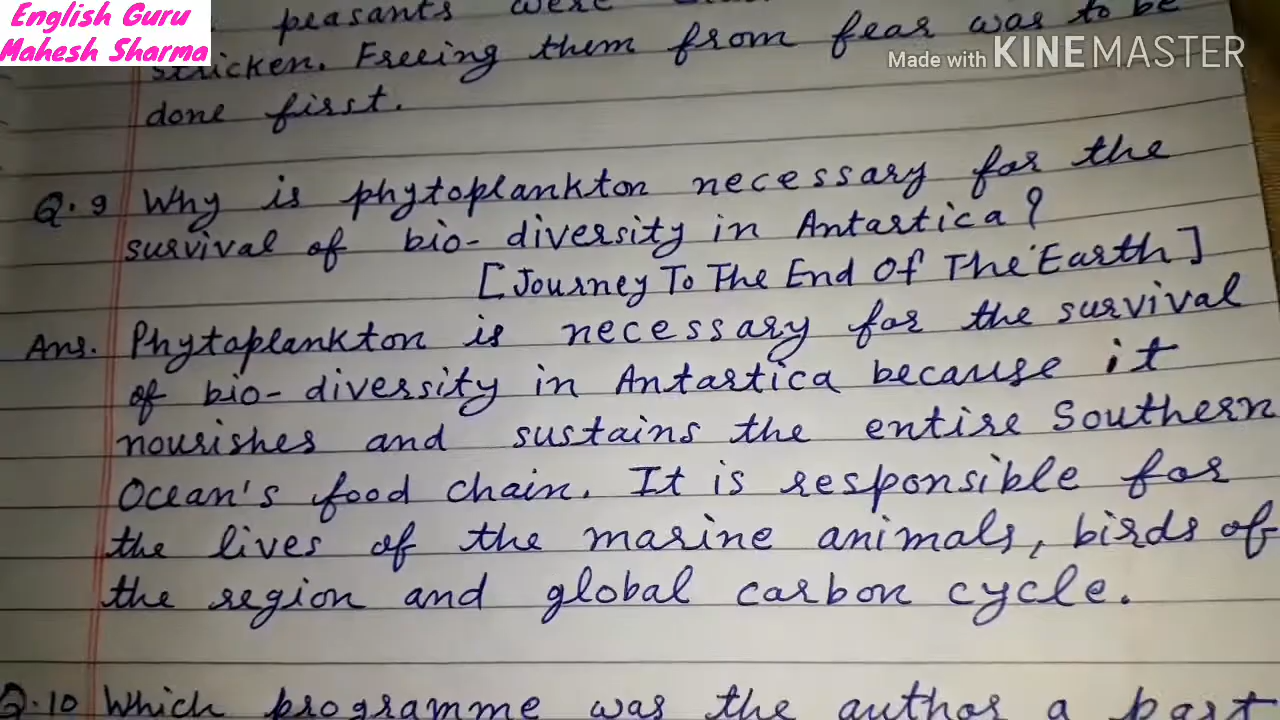 English Guru
Mahesh Sharma
Made with KINEMASTER
peasants were
stricken. Freeing them from fear was to be
done first.
Q.9 Why is phytoplankton necessary for the
survival of bio-diversity in Antartica?
[Journey To The End Of The Earth]
Ans. Phytoplankton is necessary for the survival
of bio-diversity in Antartica because it
nourishes and sustains the entire Southern
Ocean's food chain. It is responsible for
the lives of the marine animals, birds of
the region and global carbon cycle.
Q.10 Which programme was the author a part